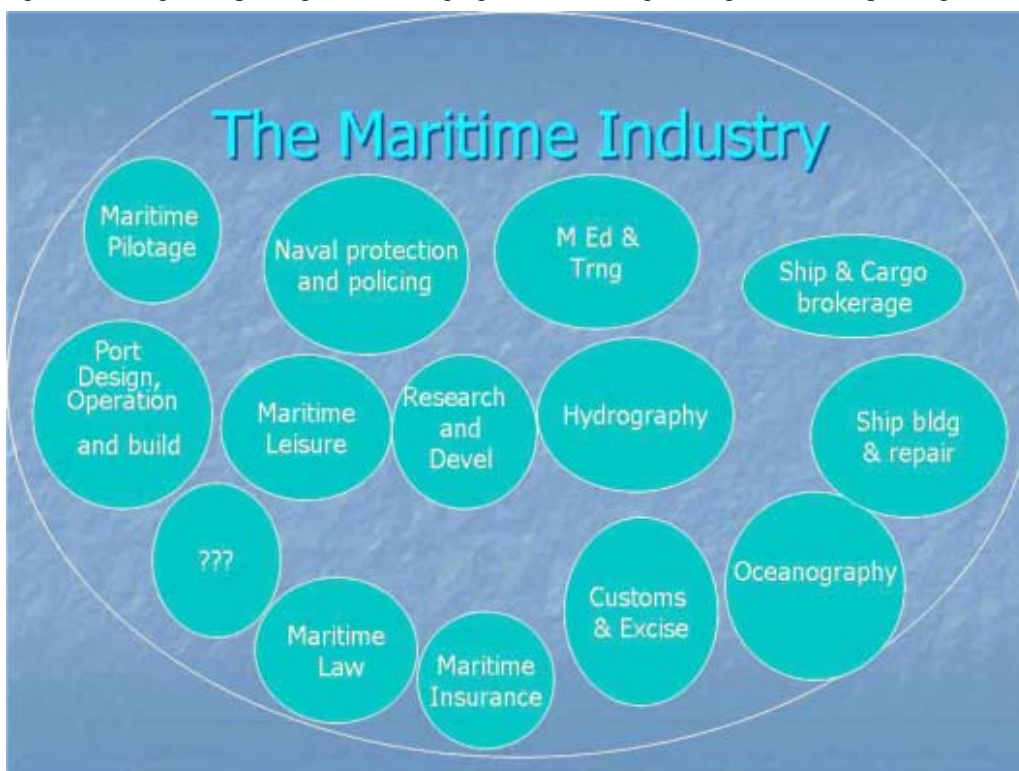 The Maritime Industry
Maritime
Pilotage
Naval protection
and policing
M Ed &
Trng
Ship & Cargo
brokerage
Port
Design,
Operation
and build
Maritime
Leisure
Research
and
Devel
Hydrography
Ship bldg
& repair
???
Oceanography
Customs
& Excise
Maritime
Law
Maritime
Insurance